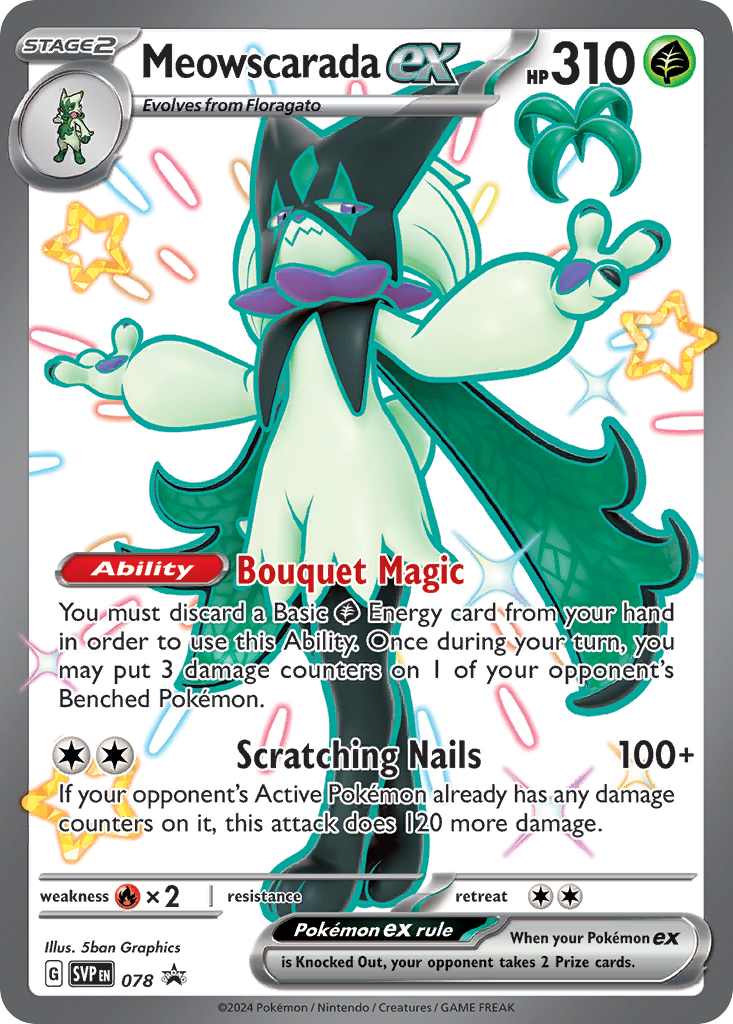 STAGE2
Meowscarada ex
HP 310
Evolves from Floragato
Ability Bouquet Magic
You must discard a Basic Energy card from your hand
in order to use this Ability. Once during your turn, you
may put 3 damage counters on 1 of your opponent's
Benched Pokémon.
Scratching Nails 100+
If your opponent's Active Pokémon already has any damage
counters on it, this attack does 120 more damage.
weakness ×2 resistance retreat
Illus. 5ban Graphics
Pokémon ex rule
When your Pokémon ex
is Knocked Out, your opponent takes 2 Prize cards.
G SVP EN 078
©2024 Pokémon / Nintendo / Creatures / GAME FREAK